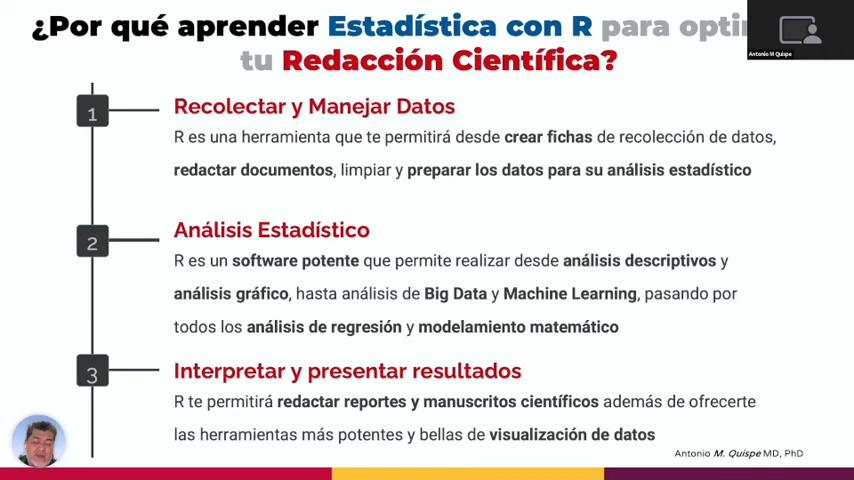 ¿Por qué aprender Estadística con R para
tu Redacción Científica?
Antonio M Quispe
1
Recolectar y Manejar Datos
R es una herramienta que te permitirá desde crear fichas de recolección de datos,
redactar documentos, limpiar y preparar los datos para su análisis estadístico
2
Análisis Estadístico
R es un software potente que permite realizar desde análisis descriptivos y
análisis gráfico, hasta análisis de Big Data y Machine Learning, pasando por
todos los análisis de regresión y modelamiento matemático
3
Interpretar y presentar resultados
R te permitirá redactar reportes y manuscritos científicos además de ofrecerte
las herramientas más potentes y bellas de visualización de datos
Antonio M. Quispe MD, PhD